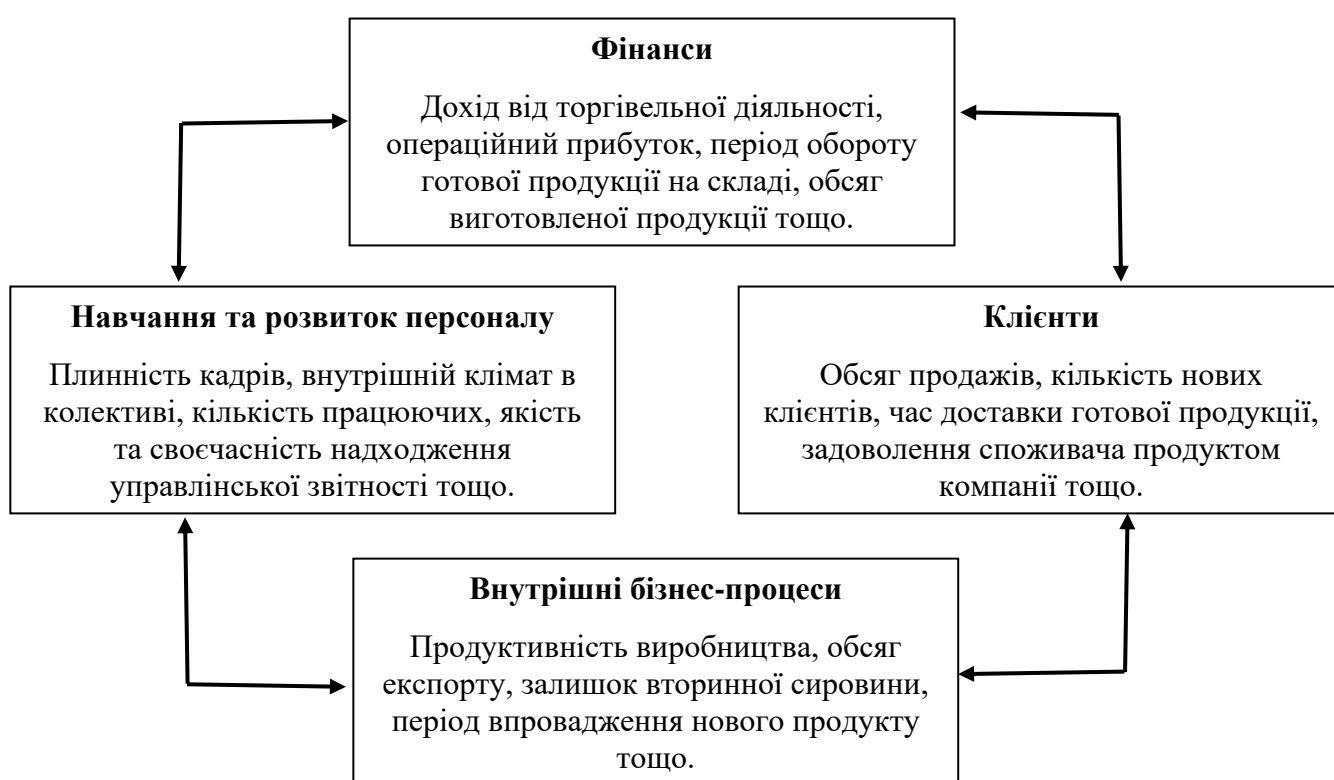 Фінанси
Дохід від торгівельної діяльності,
операційний прибуток, період обороту
готової продукції на складі, обсяг
виготовленої продукції тощо.
Навчання та розвиток персоналу
Плинність кадрів, внутрішній клімат в
колективі, кількість працюючих, якість
та своєчасність надходження
управлінської звітності тощо.
Клієнти
Обсяг продажів, кількість нових
клієнтів, час доставки готової продукції,
задоволення споживача продуктом
компанії тощо.
Внутрішні бізнес-процеси
Продуктивність виробництва, обсяг
експорту, залишок вторинної сировини,
період впровадження нового продукту
тощо.